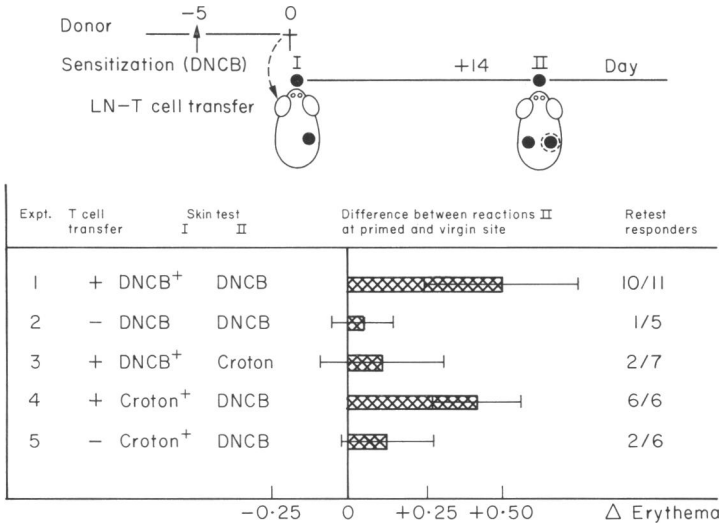 −5 0
Donor
Sensitization (DNCB) I +14 II Day
LN−T cell transfer
Expt. T cell transfer Skin test I II Difference between reactions II at primed and virgin site Retest responders
1 + DNCB+ DNCB 10/11
2 − DNCB DNCB 1/5
3 + DNCB+ Croton 2/7
4 + Croton+ DNCB 6/6
5 − Croton+ DNCB 2/6
−0·25 0 +0·25 +0·50 △ Erythema